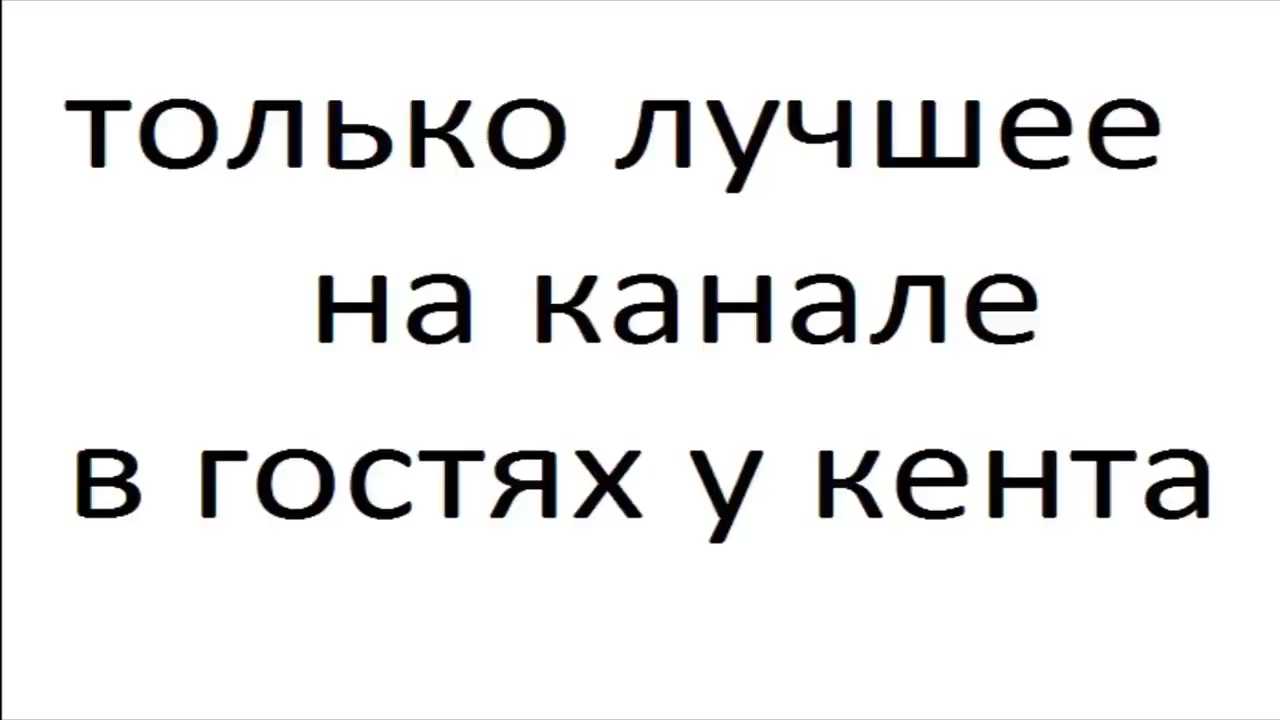 только лучшее
на канале
в гостях у кента